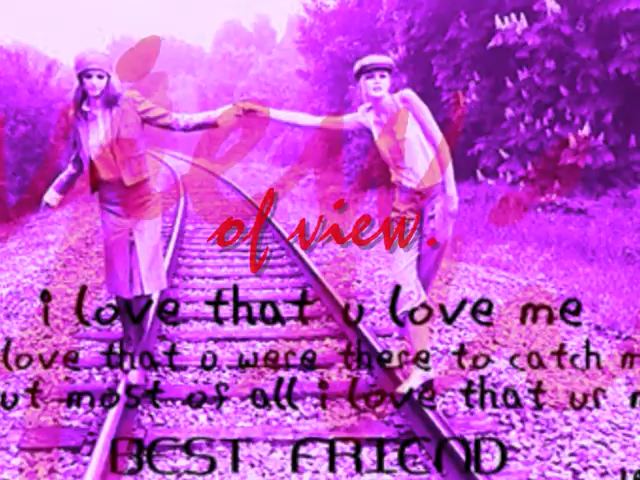 of view.
i love that u love me
love that u were there to catch m
ut most of all i love that ur
BEST FRIEND